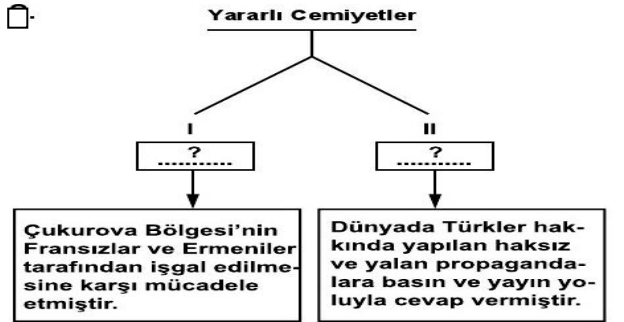 Yararlı Cemiyetler
I
?
............
Çukurova Bölgesi’nin
Fransızlar ve Ermeniler
tarafından işgal edilme-
sine karşı mücadele
etmiştir.
II
?
............
Dünyada Türkler hak-
kında yapılan haksız
ve yalan propaganda-
lara basın ve yayın yo-
luyla cevap vermiştir.